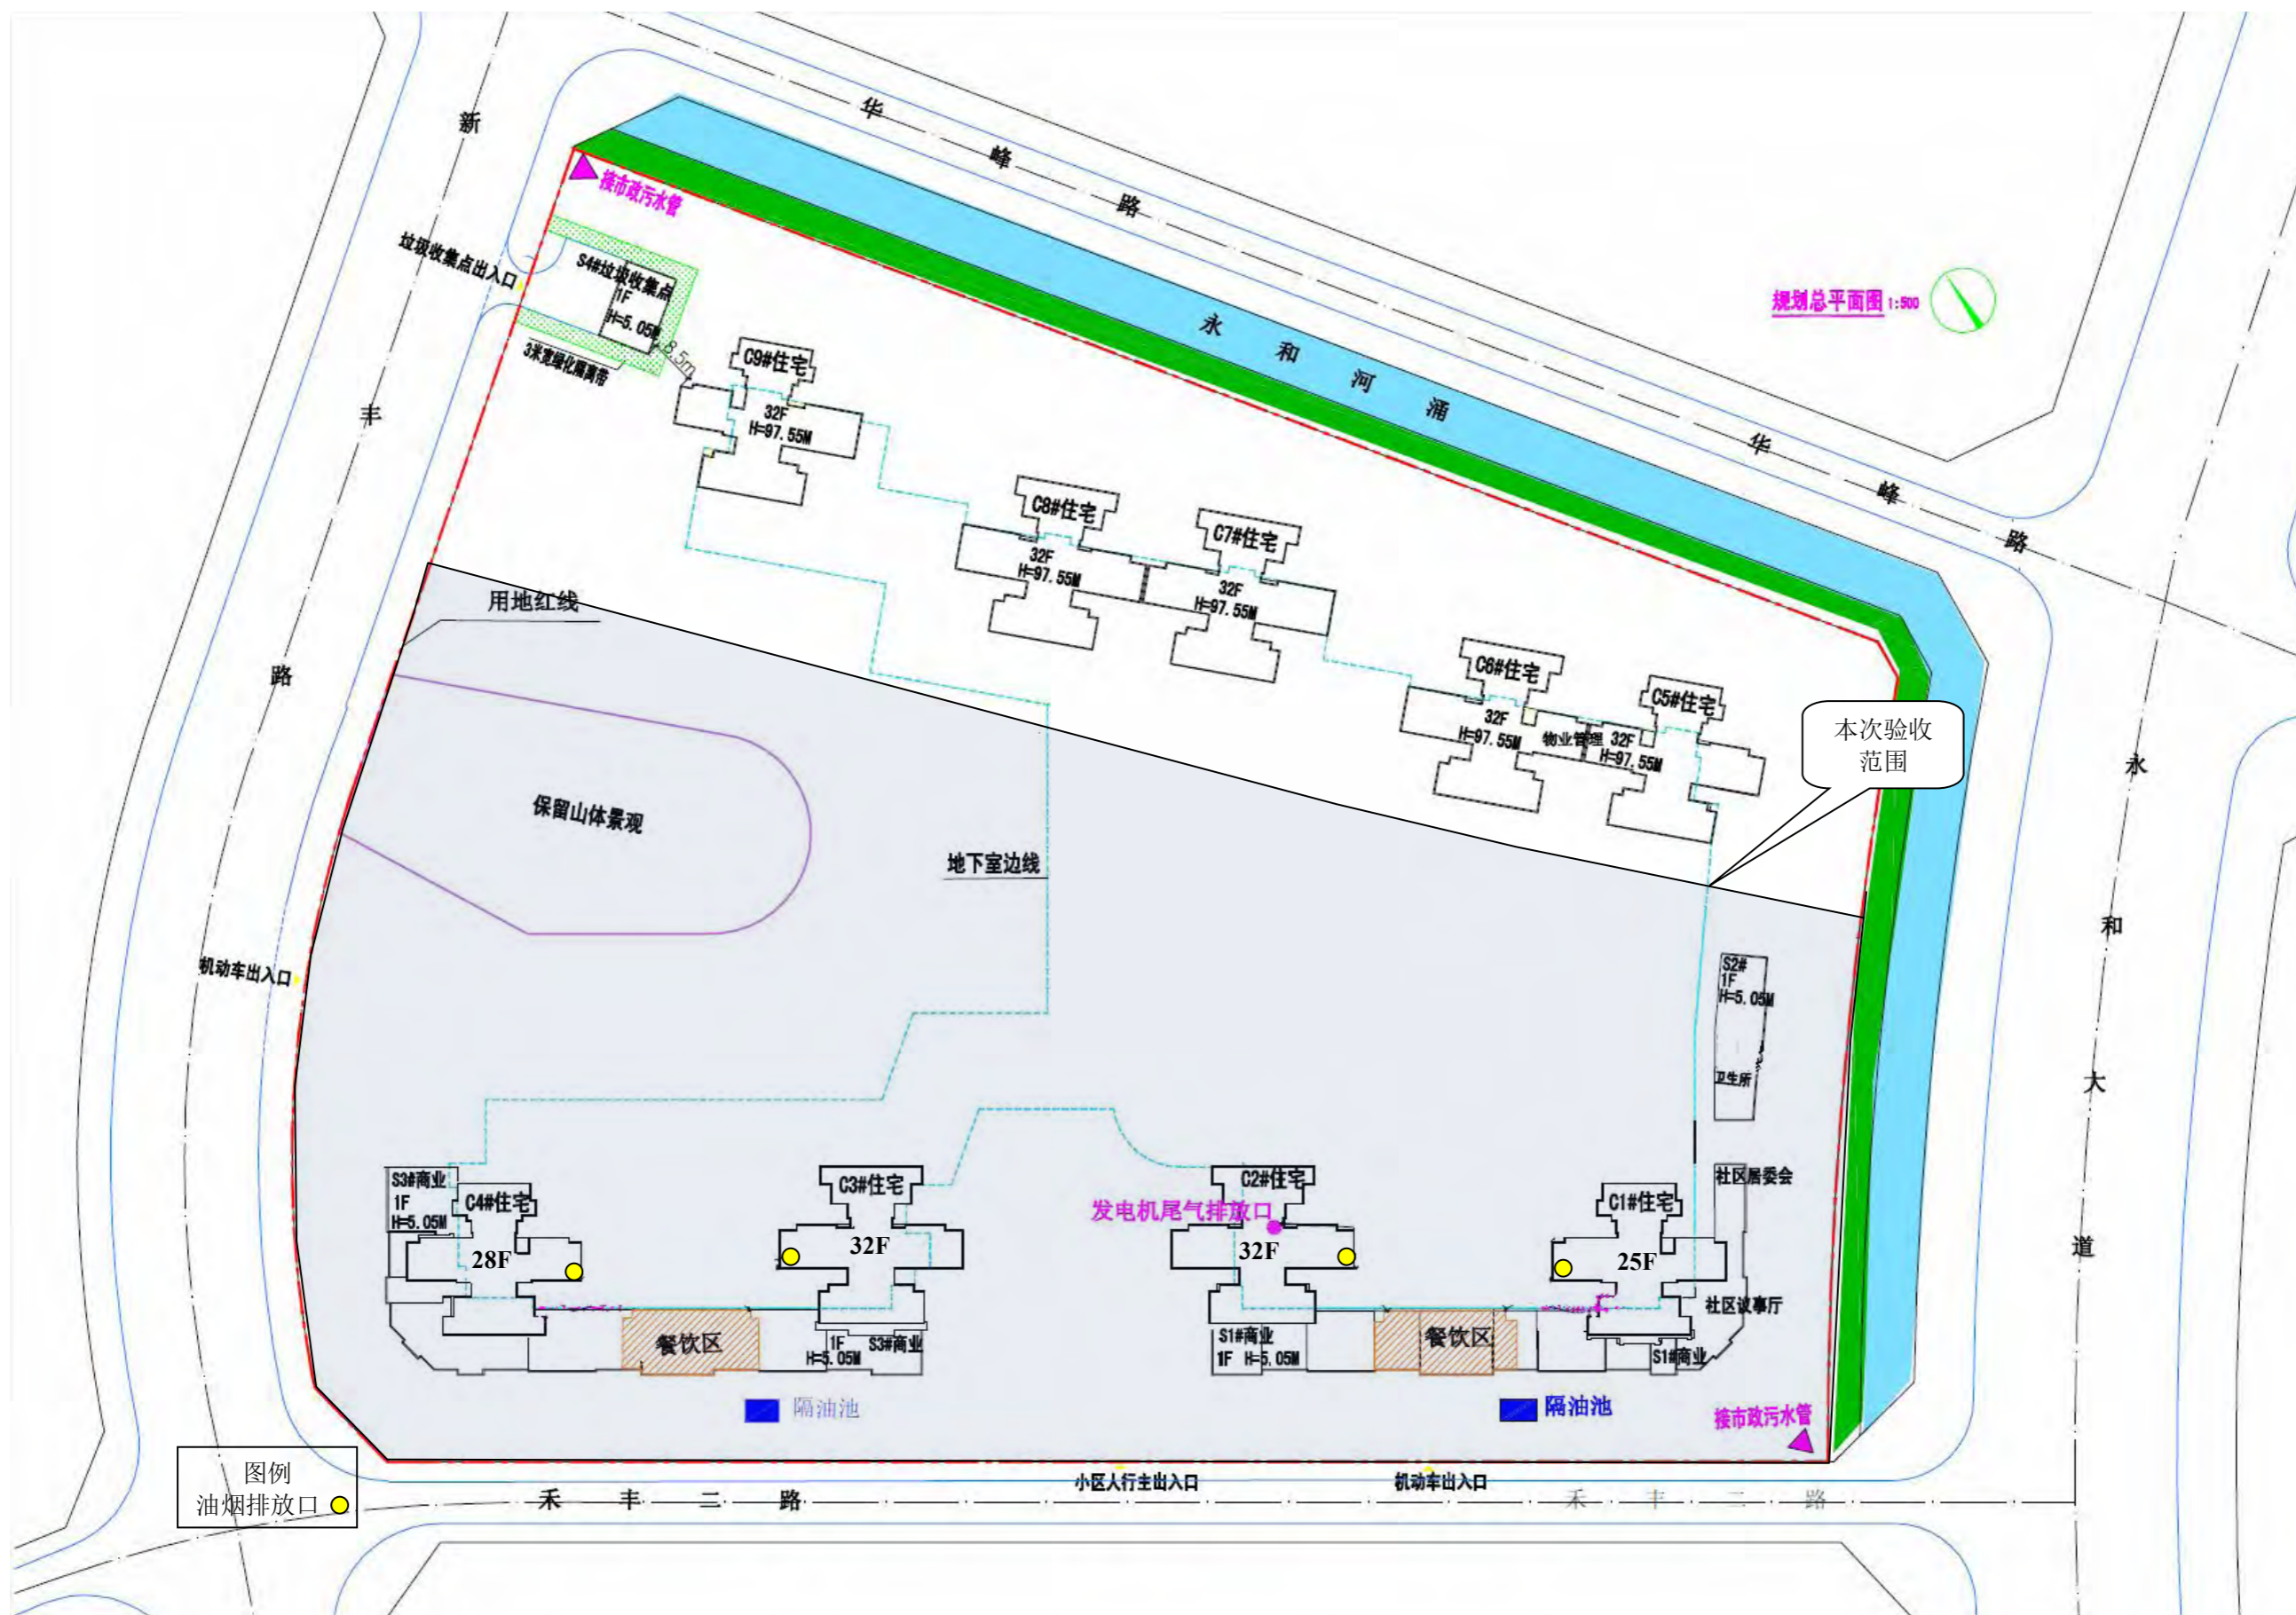 新丰路
华峰路
华峰路
接市政污水管
垃圾收集点出入口
S4#垃圾收集点
1F
H=5.05M
3米宽绿化隔离带
8.5m
规划总平面图 1:500
永和河涌
C9#住宅
32F
H=97.55M
C8#住宅
32F
H=97.55M
C7#住宅
32F
H=97.55M
C6#住宅
32F
H=97.55M
物业管理
C5#住宅
32F
H=97.55M
本次验收
范围
用地红线
保留山体景观
地下室边线
永和大道
机动车出入口
S2#
1F
H=5.05M
卫生所
社区居委会
社区议事厅
S3#商业
1F
H=5.05M
C4#住宅
28F
C3#住宅
32F
C2#住宅
发电机尾气排放口
32F
C1#住宅
25F
餐饮区
1F
H=5.05M
S3#商业
S1#商业
1F H=5.05M
餐饮区
S1#商业
隔油池
隔油池
接市政污水管
小区人行主出入口
机动车出入口
图例
油烟排放口
禾丰二路
禾丰二路